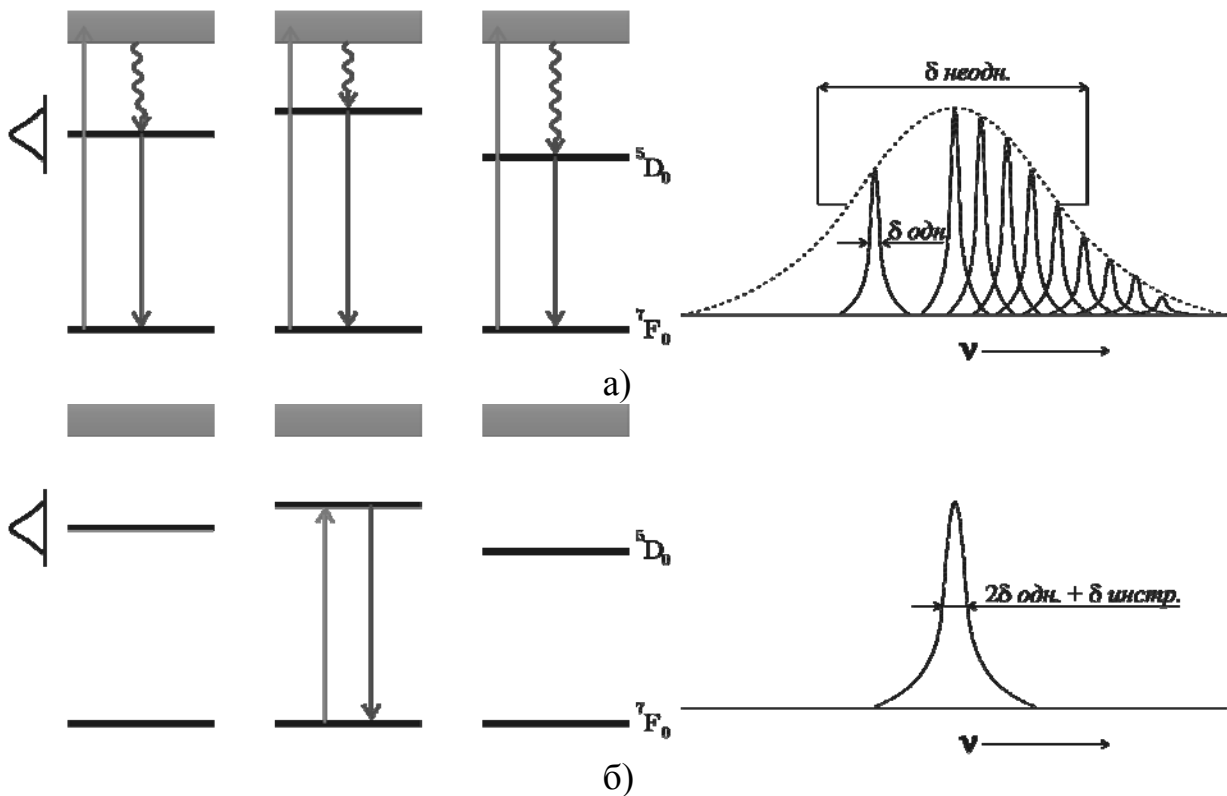 δ неодн.
⁵D₀
δ одн.
⁷F₀
ν
а)
⁵D₀
2δ одн. + δ инстр.
⁷F₀
ν
б)